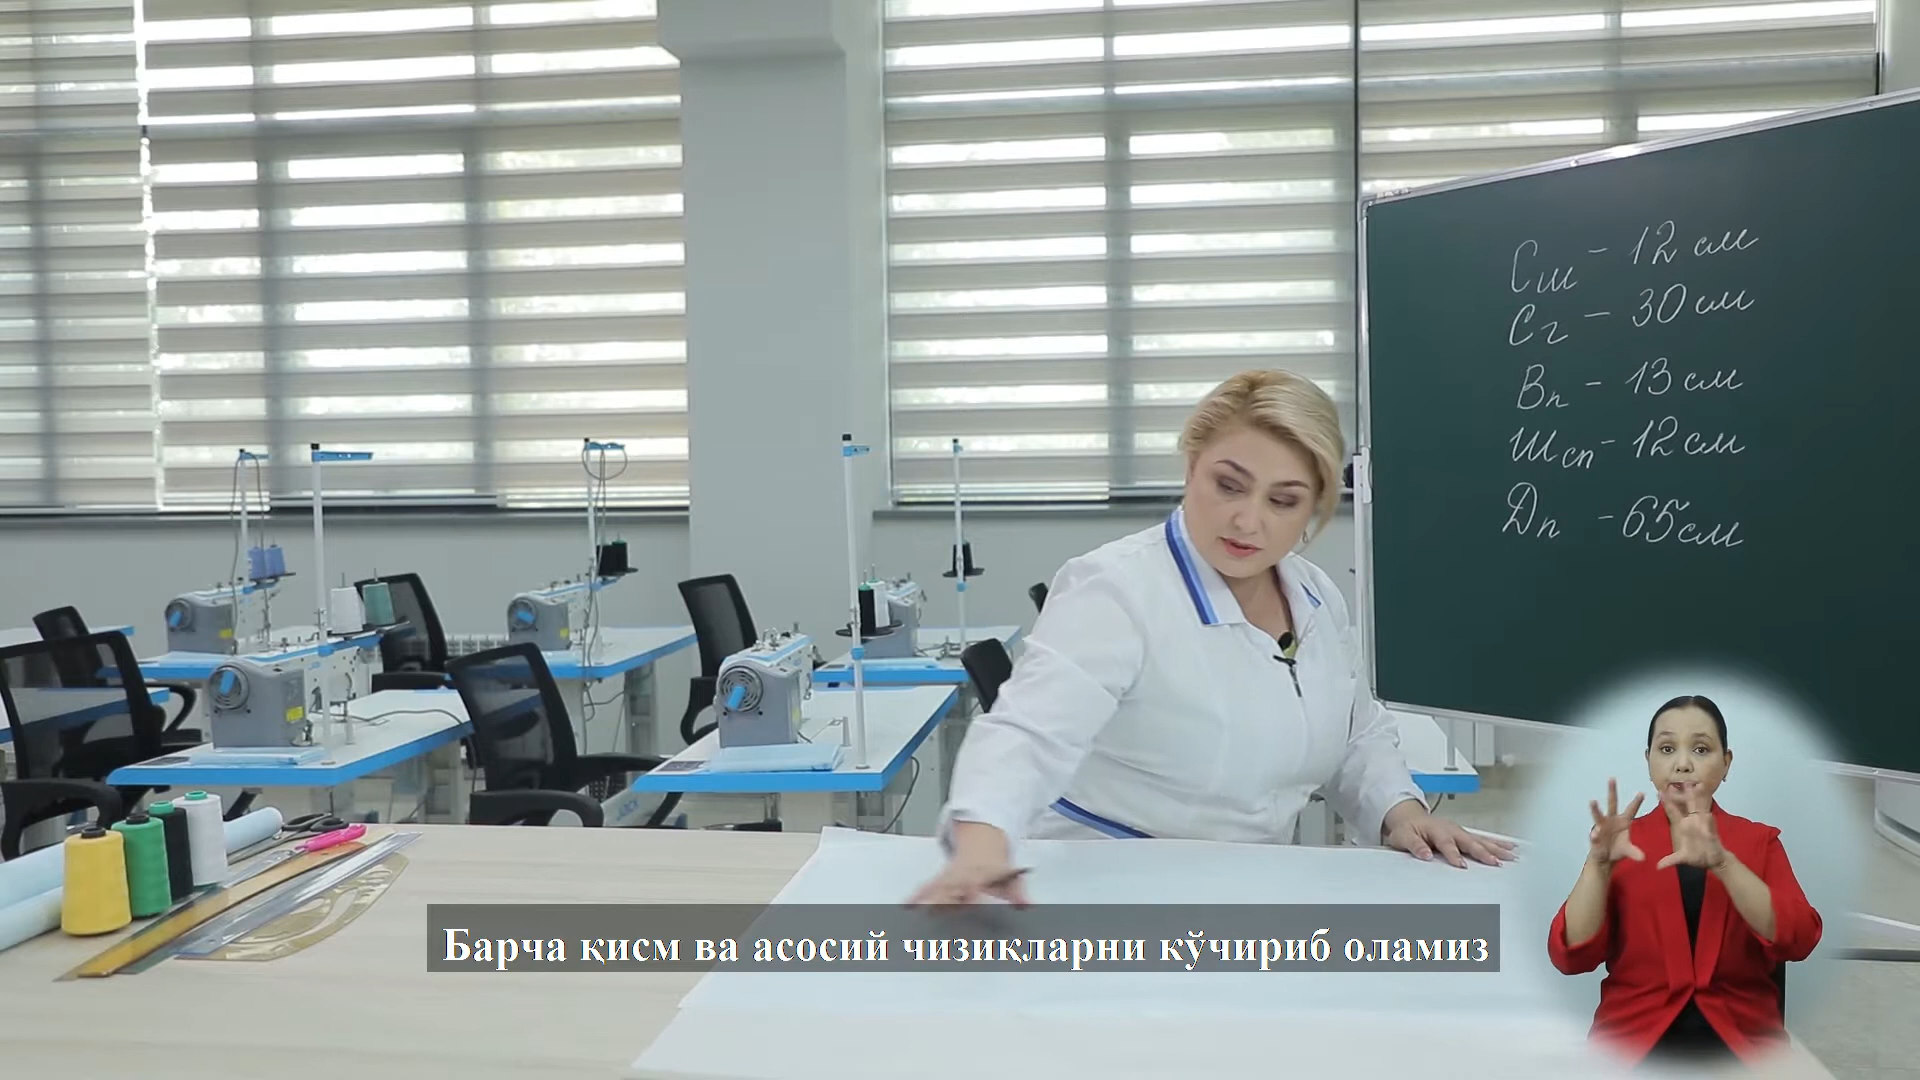 Сш - 12 см
Сг - 30 см
Вп - 13 см
Шсп - 12 см
Дп - 65 см
Барча қисм ва асосий чизиқларни кўчириб оламиз